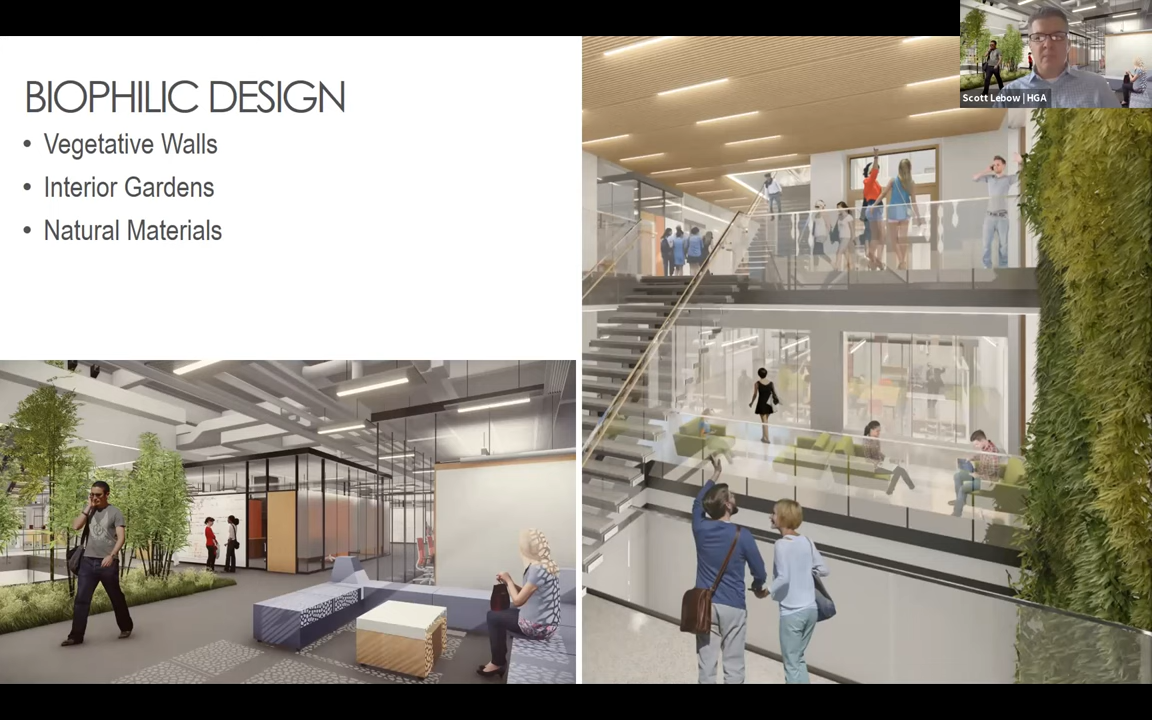 BIOPHILIC DESIGN
• Vegetative Walls
• Interior Gardens
• Natural Materials
Scott Lebow | HGA